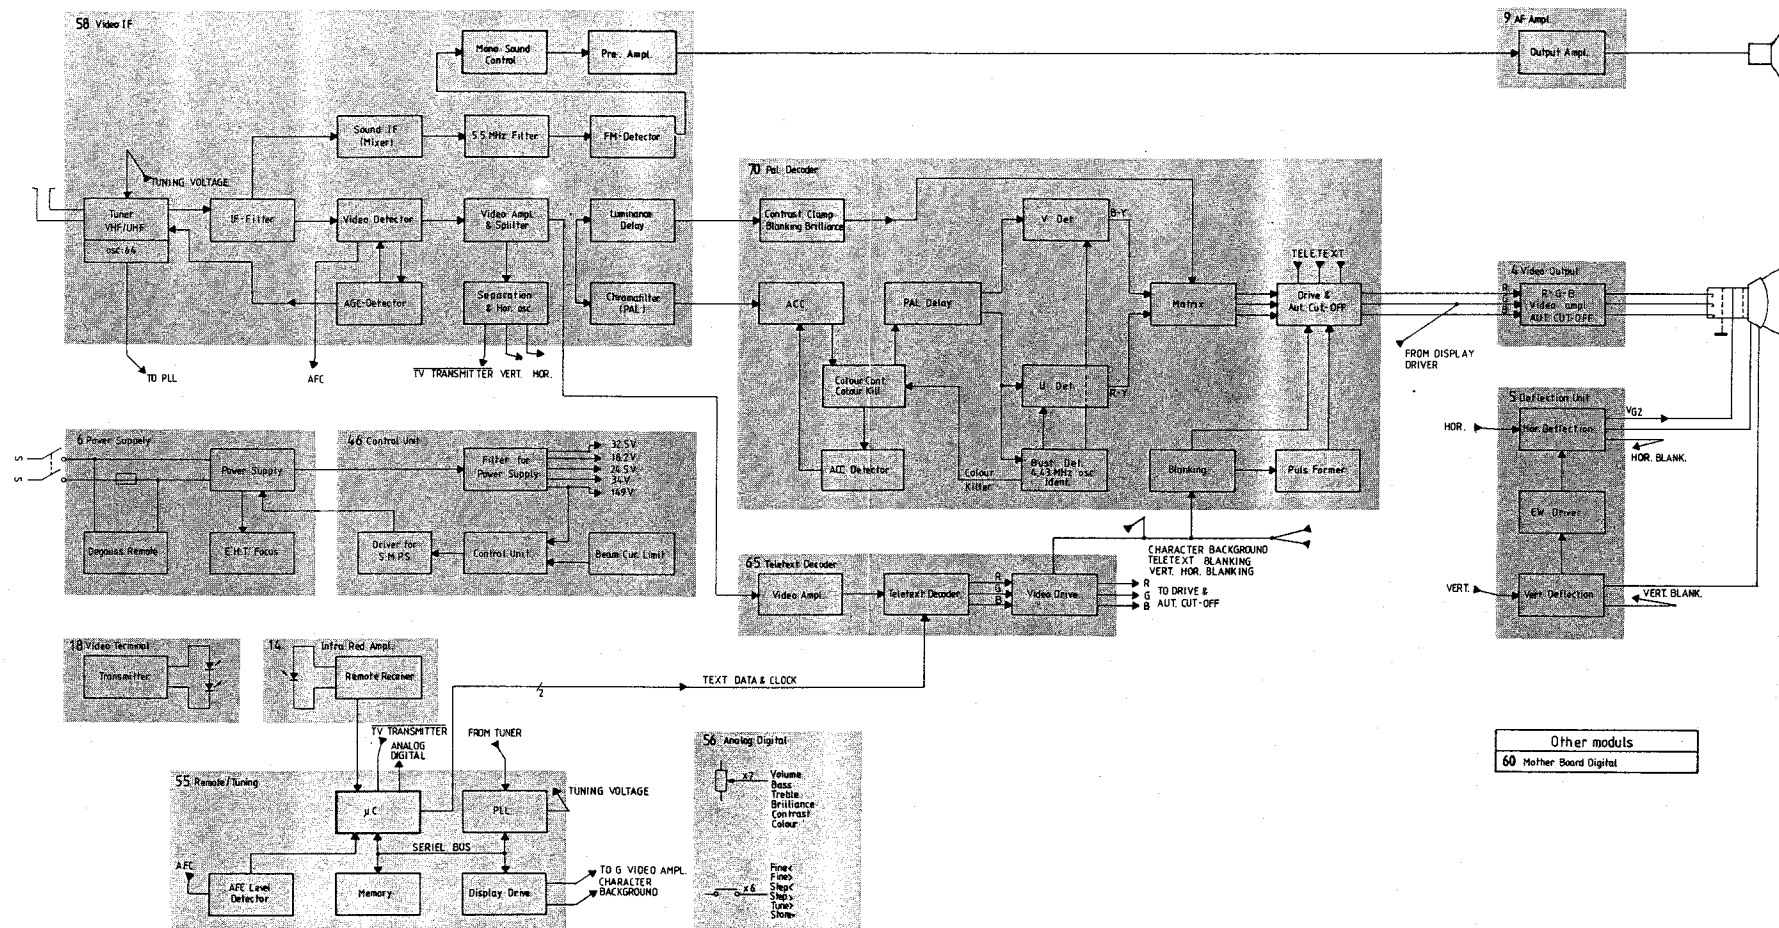 58 Video IF
Mono Sound
Control
Pre. Ampl.
Sound IF
(Mixer)
5.5 MHz Filter
FM-Detector
TUNING VOLTAGE
Tuner
VHF/UHF
osc. 64
IF-Filter
Video Detector
Video Ampl.
& Splitter
Luminance
Delay
AGC-Detector
Separation
& Hor. osc.
Chromafilter
(PAL)
TO PLL
AFC
TV TRANSMITTER VERT. HOR.
9 AF Ampl.
Output Ampl.
70 Pal Decoder
Contrast Clamp
Blanking Brilliance
V Det.
B-Y
ACC
PAL Delay
Matrix
TELETEXT
Drive &
Aut. Cut-OFF
Colour Cont.
Colour Kill
U Det.
R-Y
ACC Detector
Colour
Killer
Bust Det.
4.43 MHz osc
Ident.
Blanking
Puls Former
FROM DISPLAY
DRIVER
4 Video Output
R
G
B
R-G-B
Video ampl.
AUT. CUT-OFF
5 Deflection Unit
VG2
HOR.
Hor. Deflection
HOR. BLANK.
EW Driver
VERT.
Vert Deflection
VERT. BLANK.
6 Power Suppely
S
S
Power Supply
Degauss Remote
E.H.T. Focus
46 Control Unit
Filter for
Power Supply
32.5V
18.2V
24.5V
34V
149V
Driver for
S.M.P.S
Control Unit.
Beam Cur. Limit
65 Teletext Decoder
Video Ampl.
Teletext Decoder
R
G
B
Video Drive
R
G
B
TO DRIVE &
AUT. CUT-OFF
CHARACTER BACKGROUND
TELETEXT BLANKING
VERT. HOR. BLANKING
18 Video Terminal
Transmitter
14 Infra Red Ampl.
Remote Receiver
2
TEXT DATA & CLOCK
TV TRANSMITTER
ANALOG
DIGITAL
FROM TUNER
55 Remote/Tuning
µC
PLL
TUNING VOLTAGE
SERIEL BUS
AFC
AFC Level
Detector
Memory
Display Drive
TO G VIDEO AMPL.
CHARACTER
BACKGROUND
56 Analog Digital
x7
Volume
Bass
Treble
Brilliance
Contrast
Colour
x6
Fine<
Fine>
Step<
Step>
Tune>
Store>
Other moduls
60 Mother Board Digital